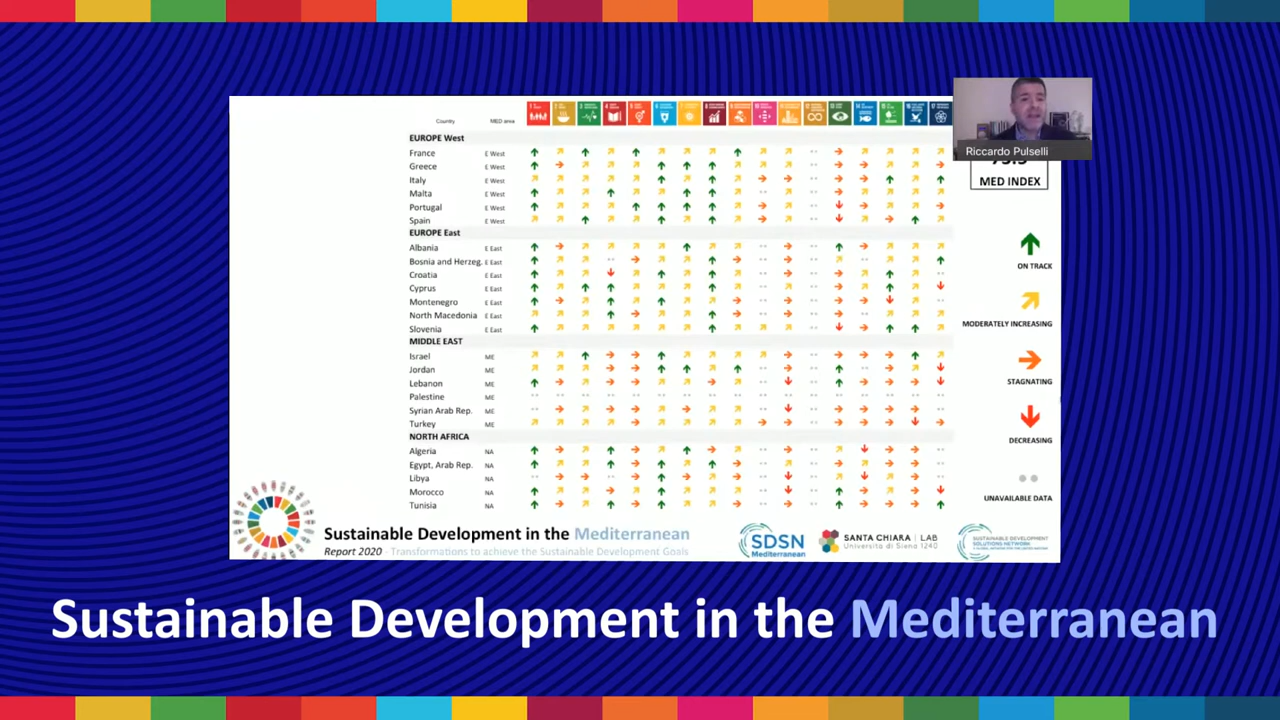 Riccardo Pulselli
MED INDEX
Country MED area
EUROPE West
France E West
Greece E West
Italy E West
Malta E West
Portugal E West
Spain E West
EUROPE East
Albania E East
Bosnia and Herzeg. E East
Croatia E East
Cyprus E East
Montenegro E East
North Macedonia E East
Slovenia E East
MIDDLE EAST
Israel ME
Jordan ME
Lebanon ME
Palestine ME
Syrian Arab Rep. ME
Turkey ME
NORTH AFRICA
Algeria NA
Egypt, Arab Rep. NA
Libya NA
Morocco NA
Tunisia NA
ON TRACK
MODERATELY INCREASING
STAGNATING
DECREASING
UNAVAILABLE DATA
Sustainable Development in the Mediterranean
Report 2020 - Transformations to achieve the Sustainable Development Goals
SDSN
Mediterranean
SANTA CHIARA | LAB
Università di Siena 1240
SUSTAINABLE DEVELOPMENT
SOLUTIONS NETWORK
Sustainable Development in the Mediterranean